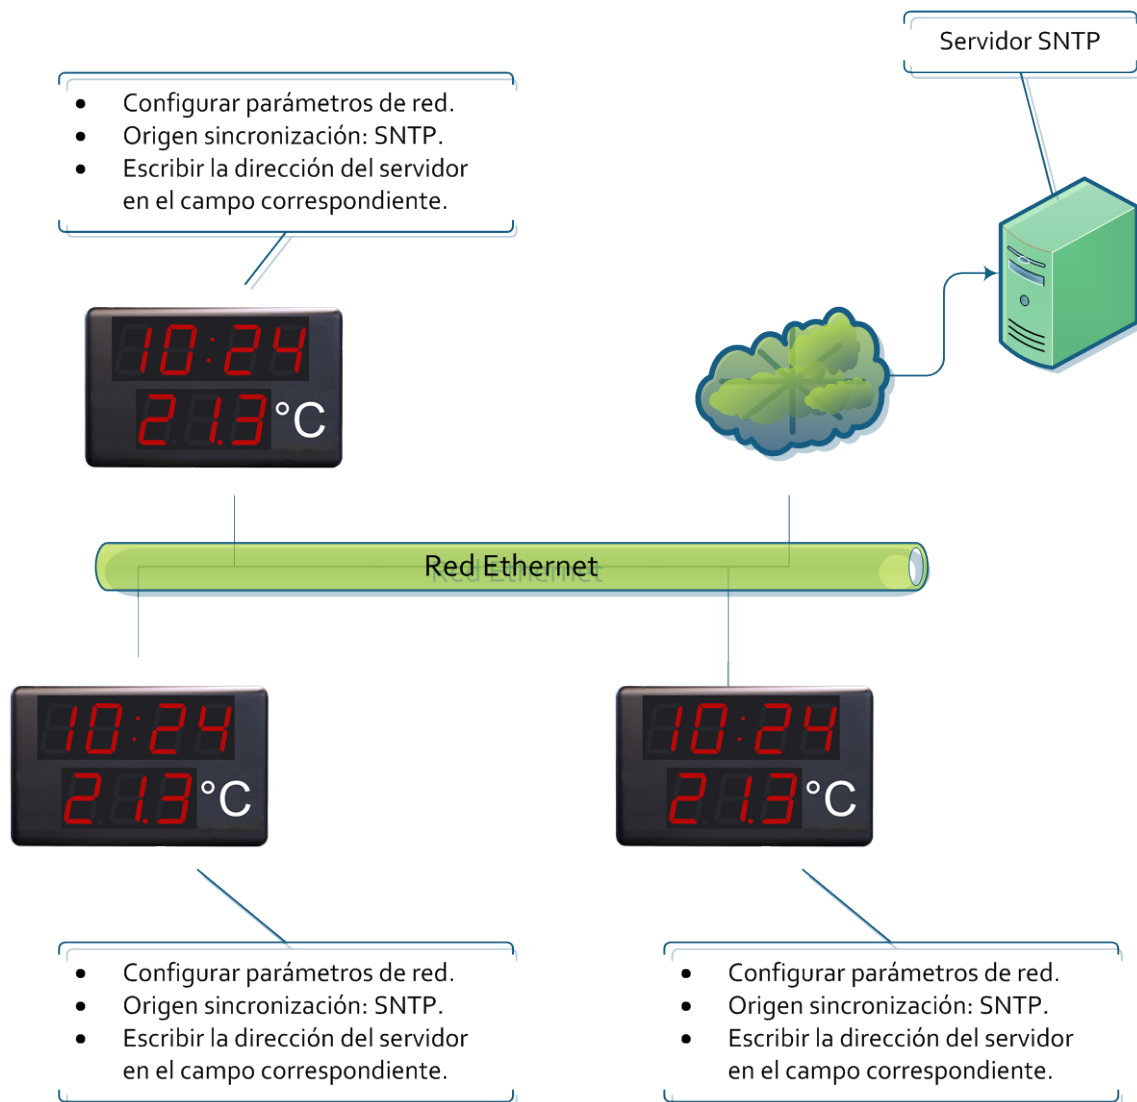 Servidor SNTP
• Configurar parámetros de red.
• Origen sincronización: SNTP.
• Escribir la dirección del servidor
en el campo correspondiente.
10:24
21.3 °C
Red Ethernet
10:24
21.3 °C
10:24
21.3 °C
• Configurar parámetros de red.
• Origen sincronización: SNTP.
• Escribir la dirección del servidor
en el campo correspondiente.
• Configurar parámetros de red.
• Origen sincronización: SNTP.
• Escribir la dirección del servidor
en el campo correspondiente.